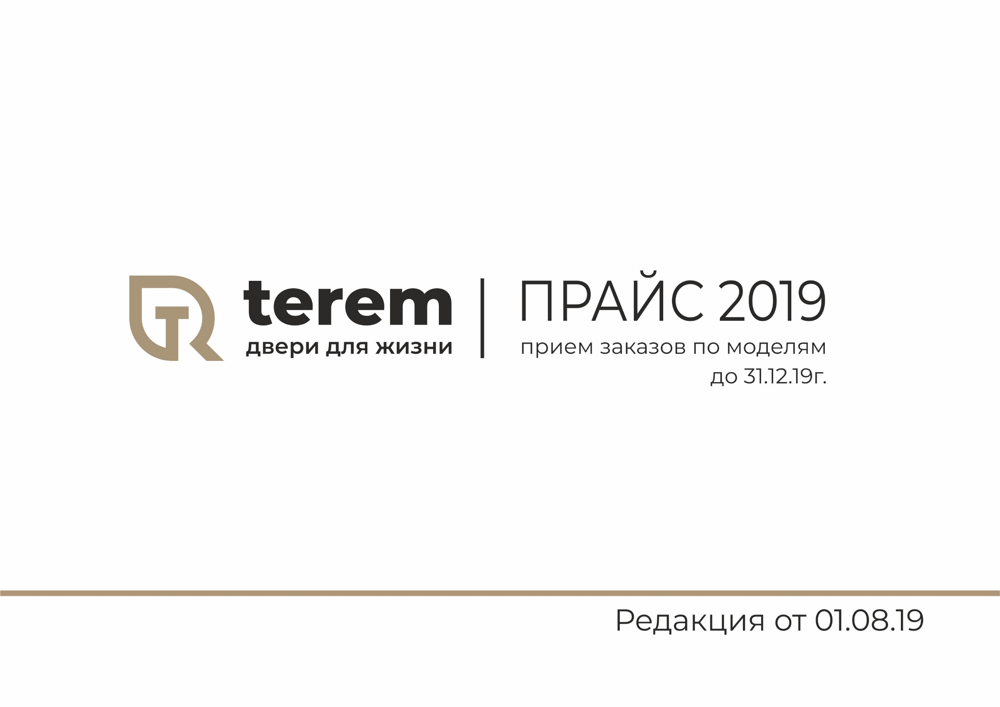 terem
двери для жизни
ПРАЙС 2019
прием заказов по моделям
до 31.12.19г.
Редакция от 01.08.19